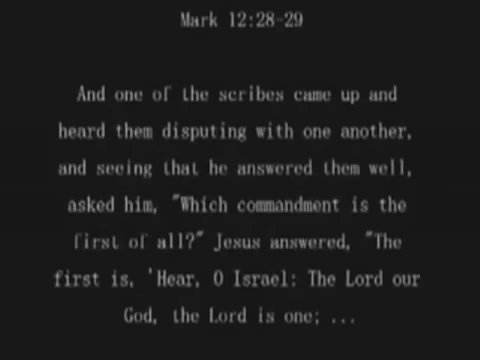 Mark 12:28-29
And one of the scribes came up and
heard them disputing with one another,
and seeing that he answered them well,
asked him, "Which commandment is the
first of all?" Jesus answered, "The
first is, 'Hear, O Israel: The Lord our
God, the Lord is one; ...